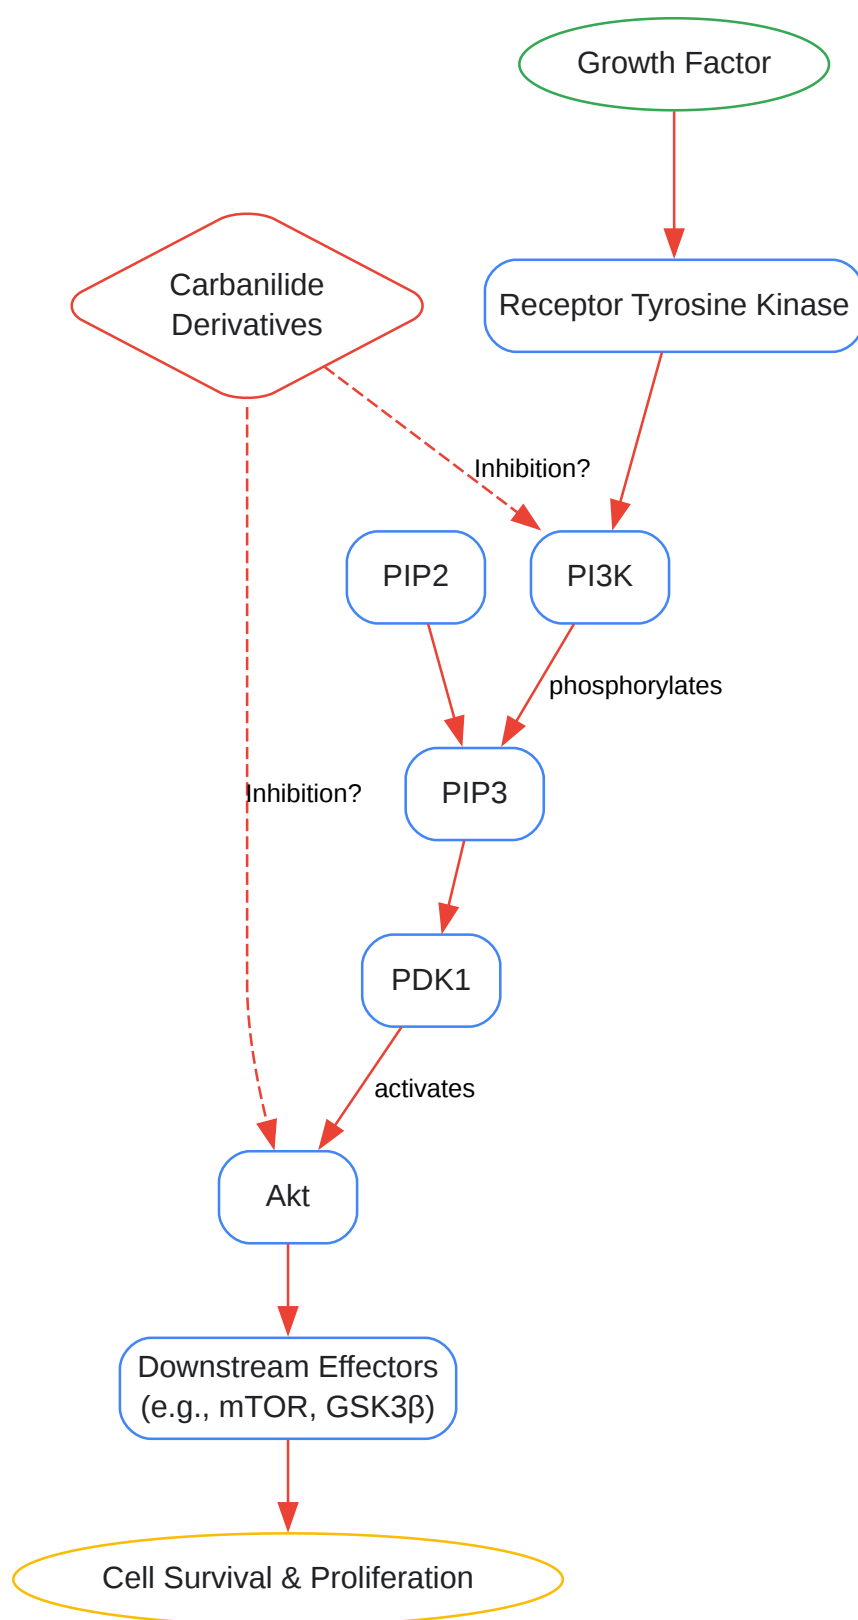 Growth Factor
Carbanilide
Derivatives
Receptor Tyrosine Kinase
Inhibition?
PIP2
PI3K
phosphorylates
PIP3
Inhibition?
PDK1
activates
Akt
Downstream Effectors
(e.g., mTOR, GSK3β)
Cell Survival & Proliferation